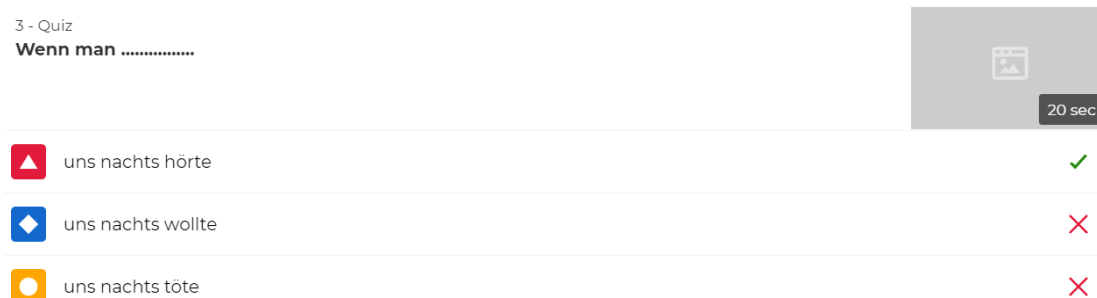 3 - Quiz
Wenn man ................
20 sec
uns nachts hörte
uns nachts wollte
uns nachts töte